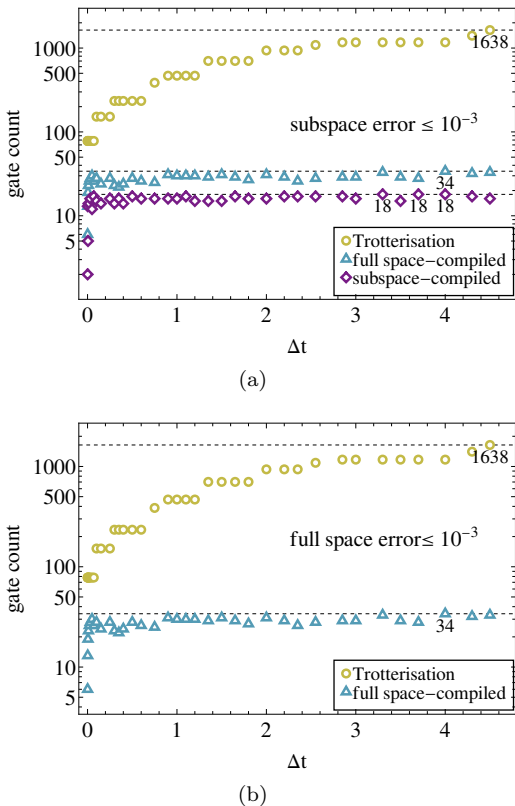 1000
500
100
50
10
5
gate count
1638
subspace error ≤ 10⁻³
34
18 18 18
Trotterisation
full space-compiled
subspace-compiled
0 1 2 3 4
Δt
(a)
1000
500
100
50
10
5
gate count
1638
full space error≤ 10⁻³
34
Trotterisation
full space-compiled
0 1 2 3 4
Δt
(b)